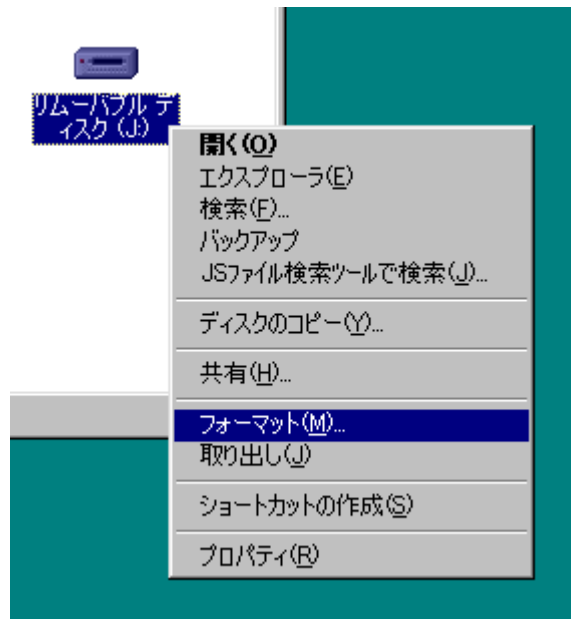 リムーバブル デ
ィスク (J:)
開く(O)
エクスプローラ(E)
検索(F)...
バックアップ
JSファイル検索ツールで検索(J)...
ディスクのコピー(Y)...
共有(H)...
フォーマット(M)...
取り出し(J)
ショートカットの作成(S)
プロパティ(R)